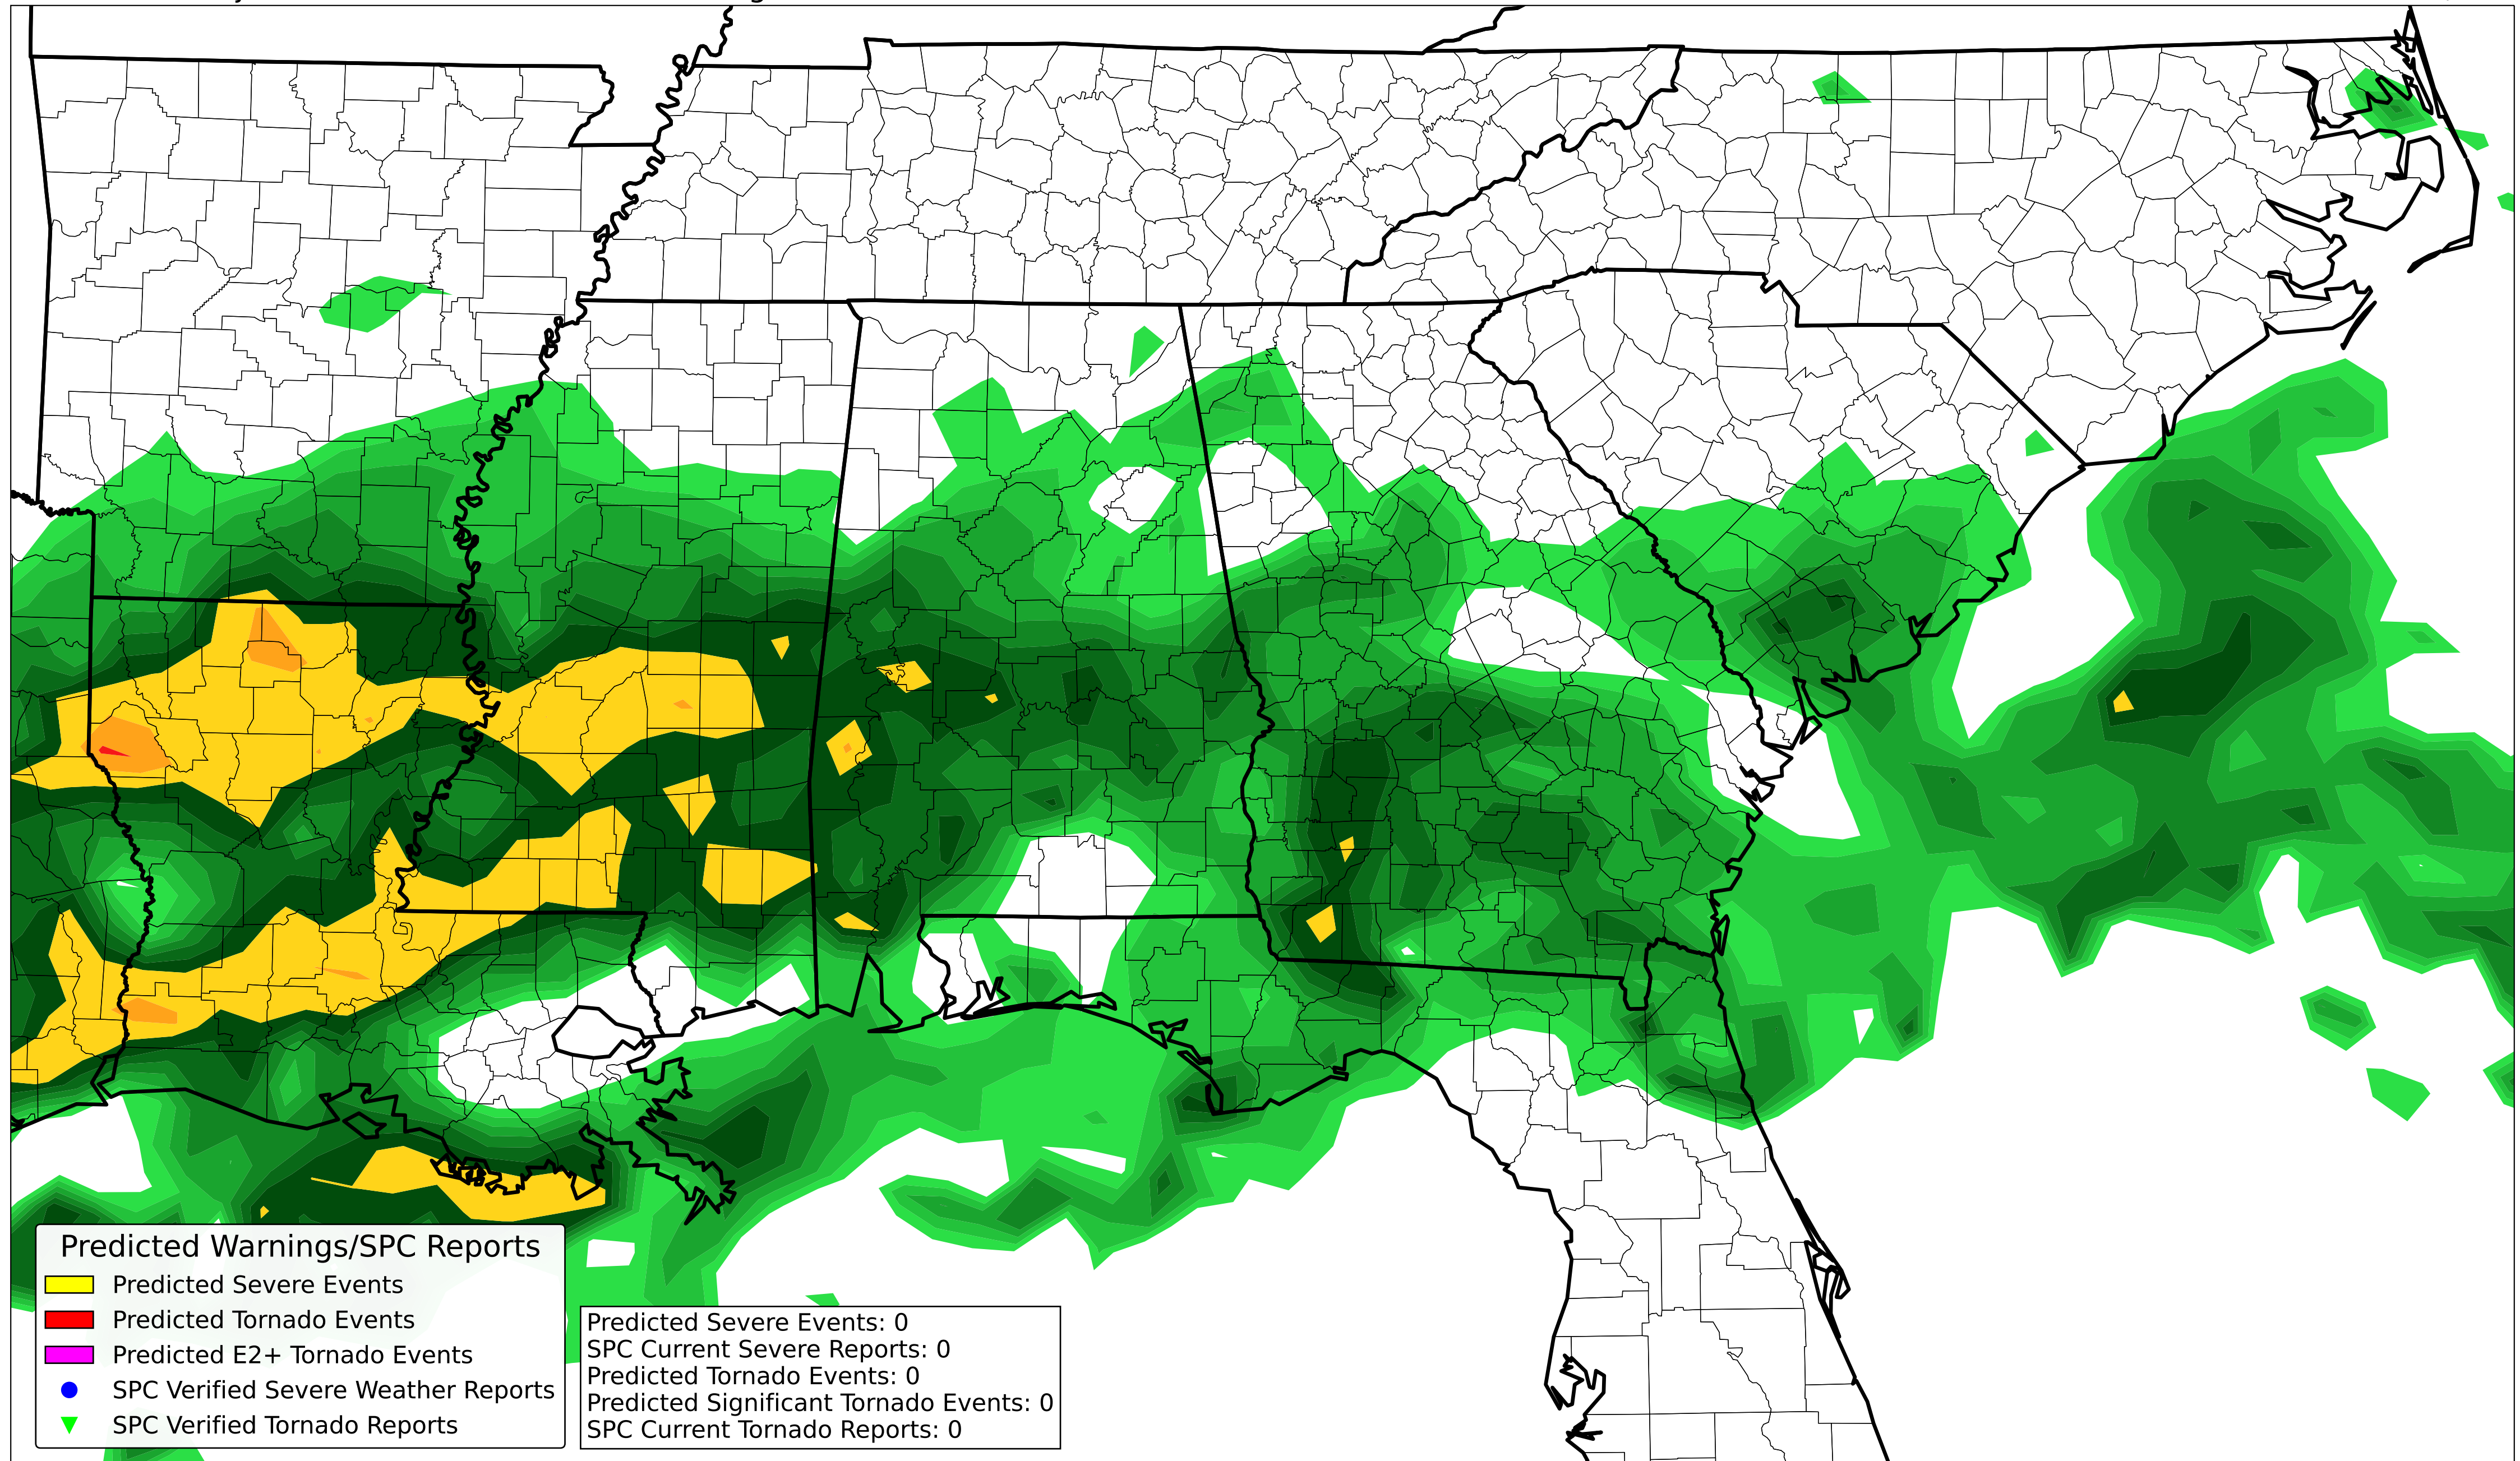 Predicted Warnings/SPC Reports
Predicted Severe Events
Predicted Tornado Events
Predicted E2+ Tornado Events
SPC Verified Severe Weather Reports
SPC Verified Tornado Reports
Predicted Severe Events: 0
SPC Current Severe Reports: 0
Predicted Tornado Events: 0
Predicted Significant Tornado Events: 0
SPC Current Tornado Reports: 0